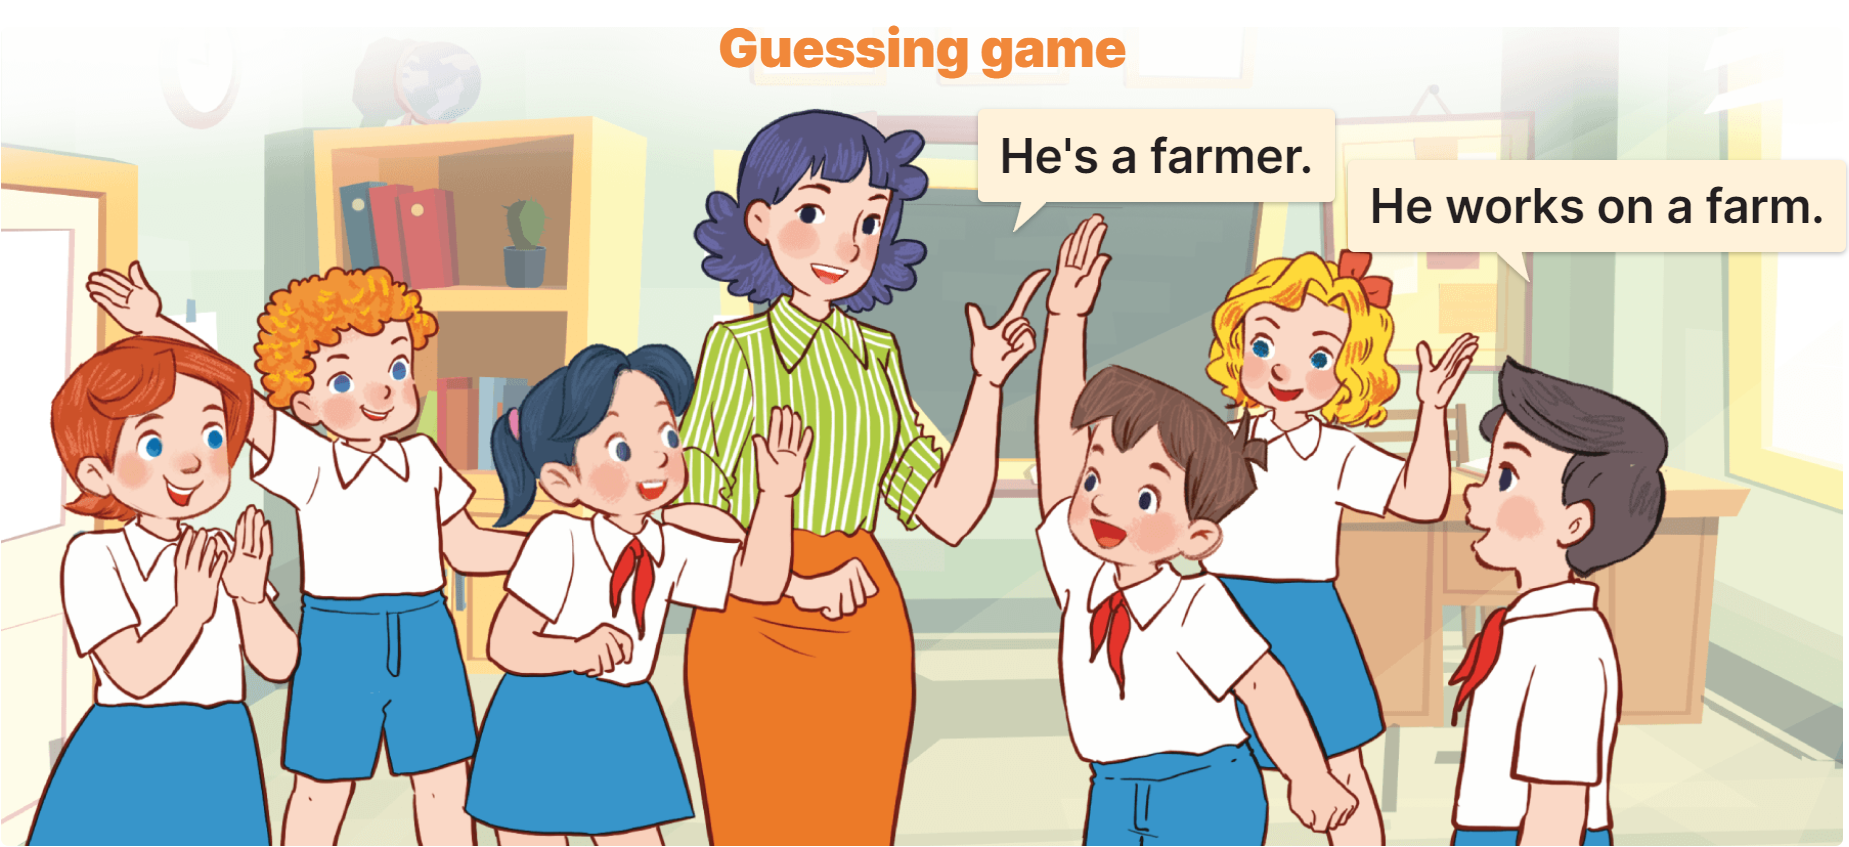 Guessing game
He's a farmer.
He works on a farm.